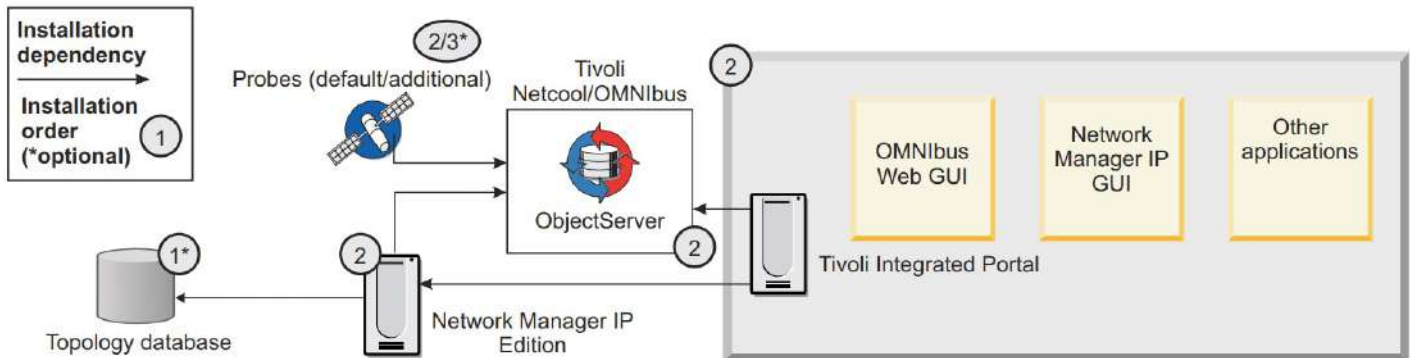 Installation
dependency
Installation
order
(*optional)
1
2/3*
Probes (default/additional)
Tivoli
Netcool/OMNIbus
ObjectServer
2
1*
Topology database
2
Network Manager IP
Edition
2
OMNIbus
Web GUI
Network
Manager IP
GUI
Other
applications
Tivoli Integrated Portal